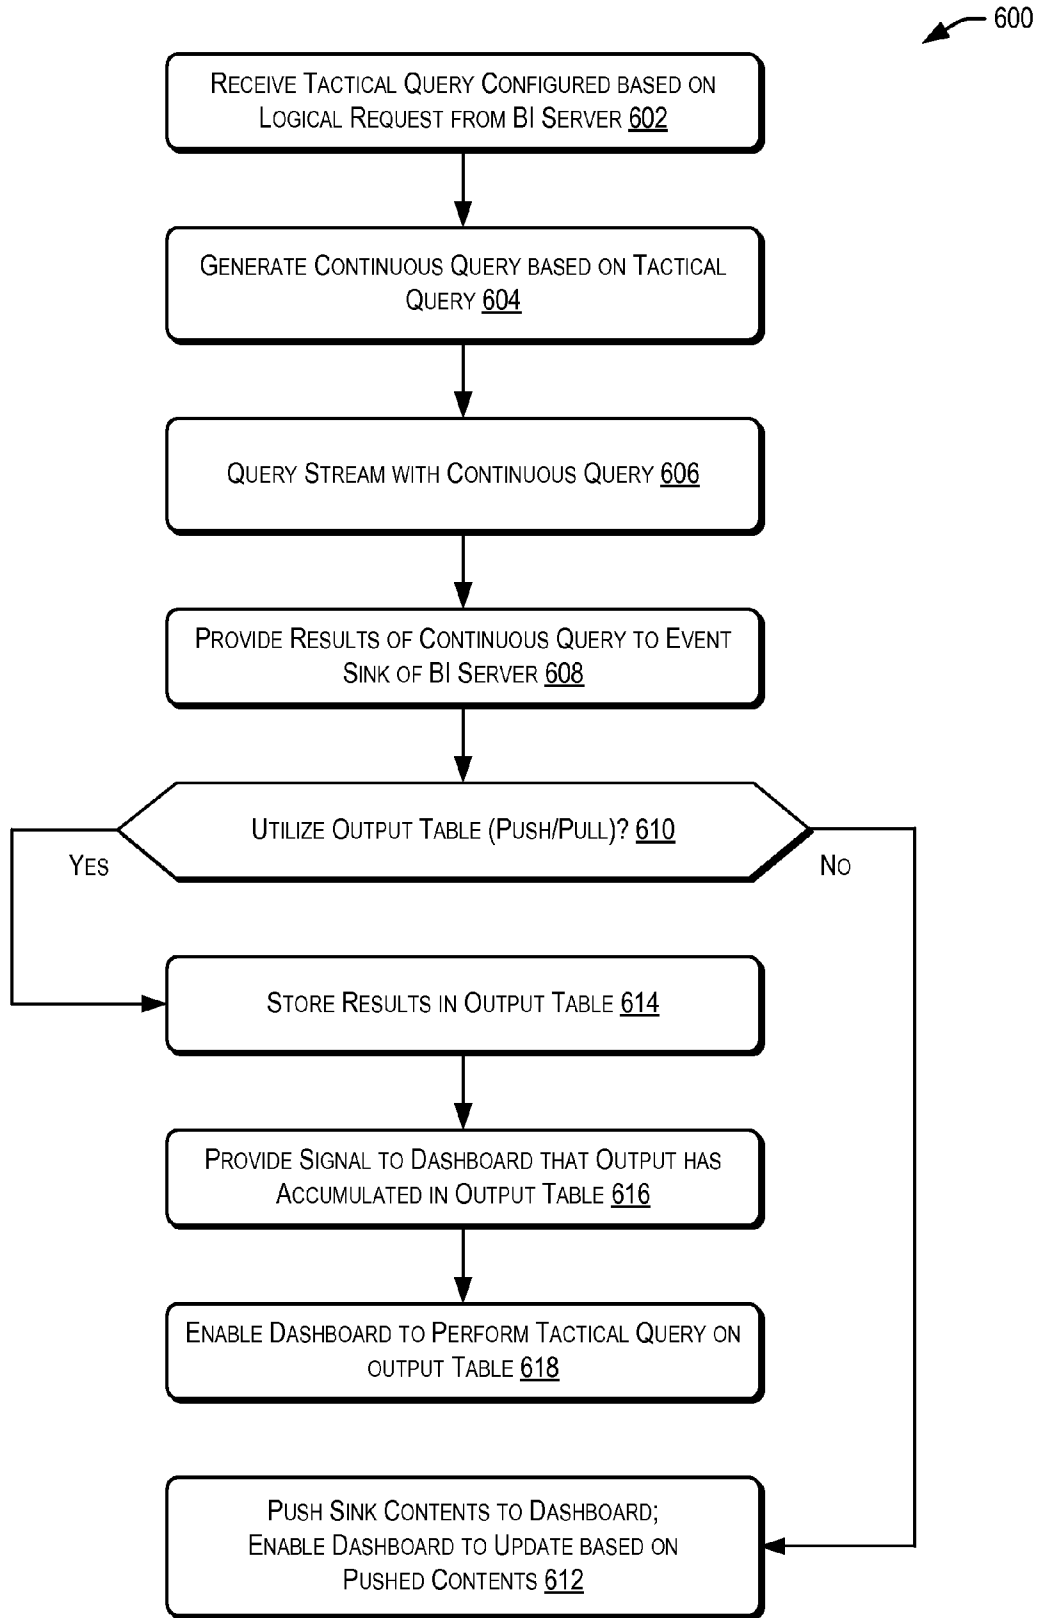 600
RECEIVE TACTICAL QUERY CONFIGURED BASED ON
LOGICAL REQUEST FROM BI SERVER 602
GENERATE CONTINUOUS QUERY BASED ON TACTICAL
QUERY 604
QUERY STREAM WITH CONTINUOUS QUERY 606
PROVIDE RESULTS OF CONTINUOUS QUERY TO EVENT
SINK OF BI SERVER 608
UTILIZE OUTPUT TABLE (PUSH/PULL)? 610
YES
NO
STORE RESULTS IN OUTPUT TABLE 614
PROVIDE SIGNAL TO DASHBOARD THAT OUTPUT HAS
ACCUMULATED IN OUTPUT TABLE 616
ENABLE DASHBOARD TO PERFORM TACTICAL QUERY ON
OUTPUT TABLE 618
PUSH SINK CONTENTS TO DASHBOARD;
ENABLE DASHBOARD TO UPDATE BASED ON
PUSHED CONTENTS 612